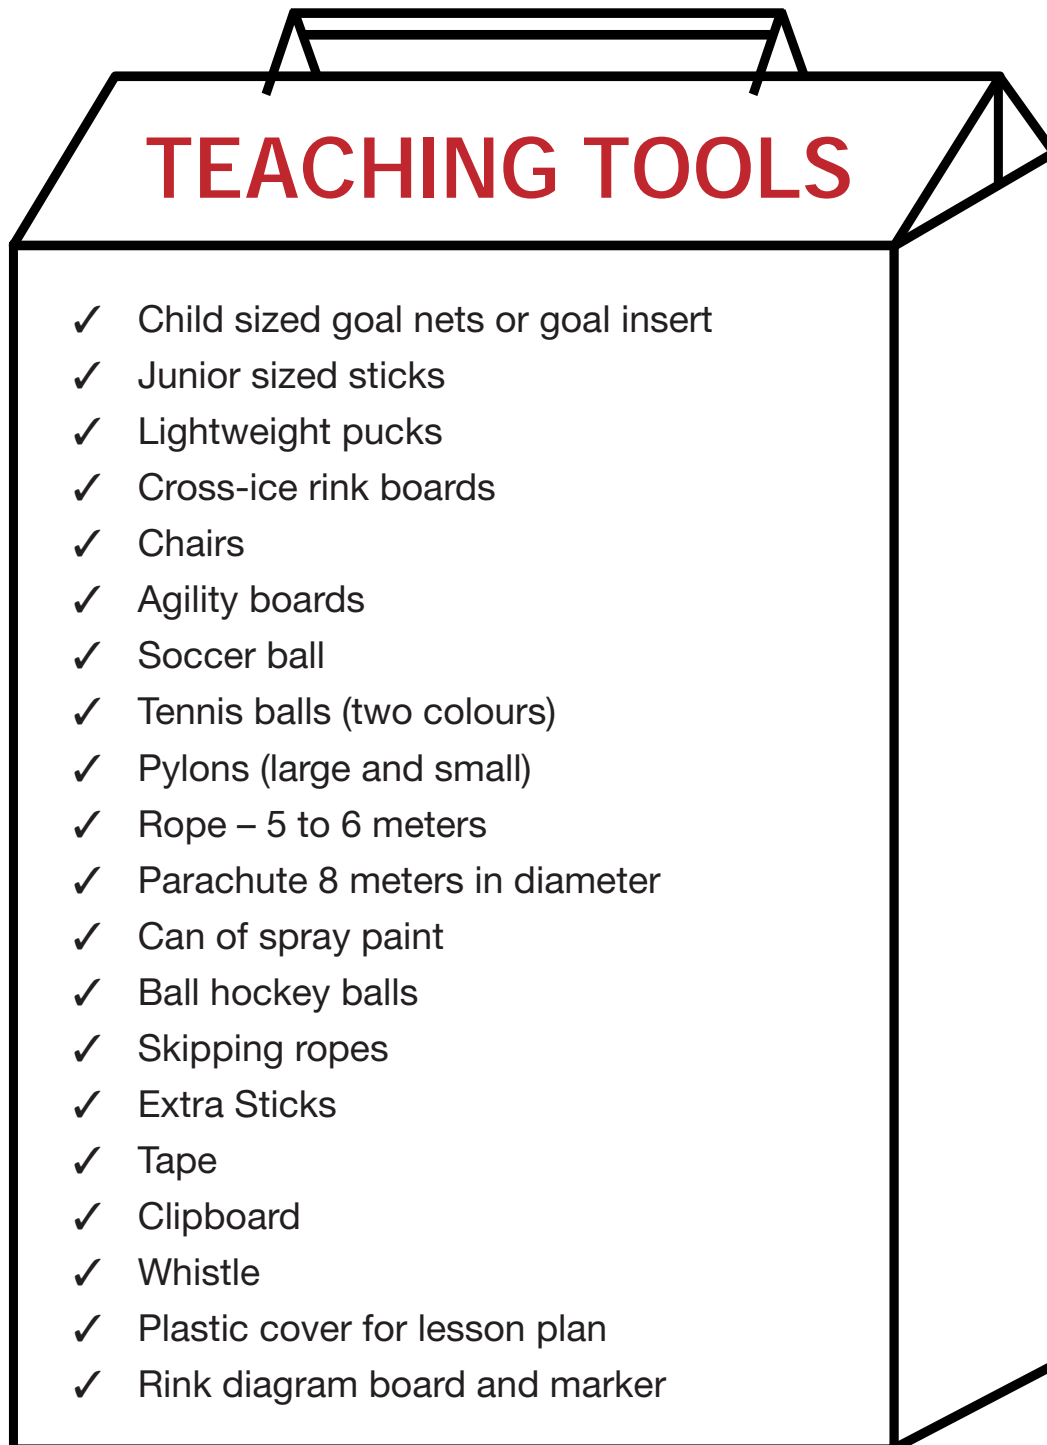 TEACHING TOOLS
✓ Child sized goal nets or goal insert
✓ Junior sized sticks
✓ Lightweight pucks
✓ Cross-ice rink boards
✓ Chairs
✓ Agility boards
✓ Soccer ball
✓ Tennis balls (two colours)
✓ Pylons (large and small)
✓ Rope – 5 to 6 meters
✓ Parachute 8 meters in diameter
✓ Can of spray paint
✓ Ball hockey balls
✓ Skipping ropes
✓ Extra Sticks
✓ Tape
✓ Clipboard
✓ Whistle
✓ Plastic cover for lesson plan
✓ Rink diagram board and marker